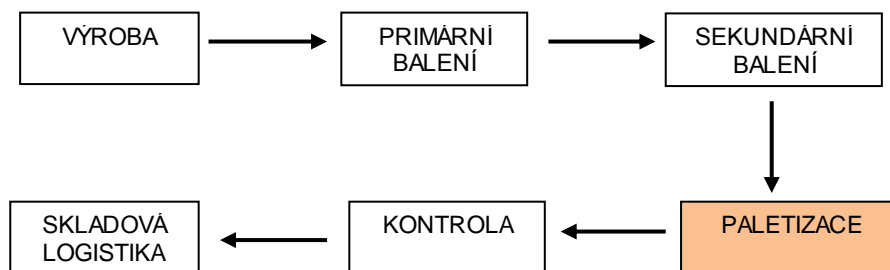 VÝROBA
PRIMÁRNÍ
BALENÍ
SEKUNDÁRNÍ
BALENÍ
PALETIZACE
KONTROLA
SKLADOVÁ
LOGISTIKA